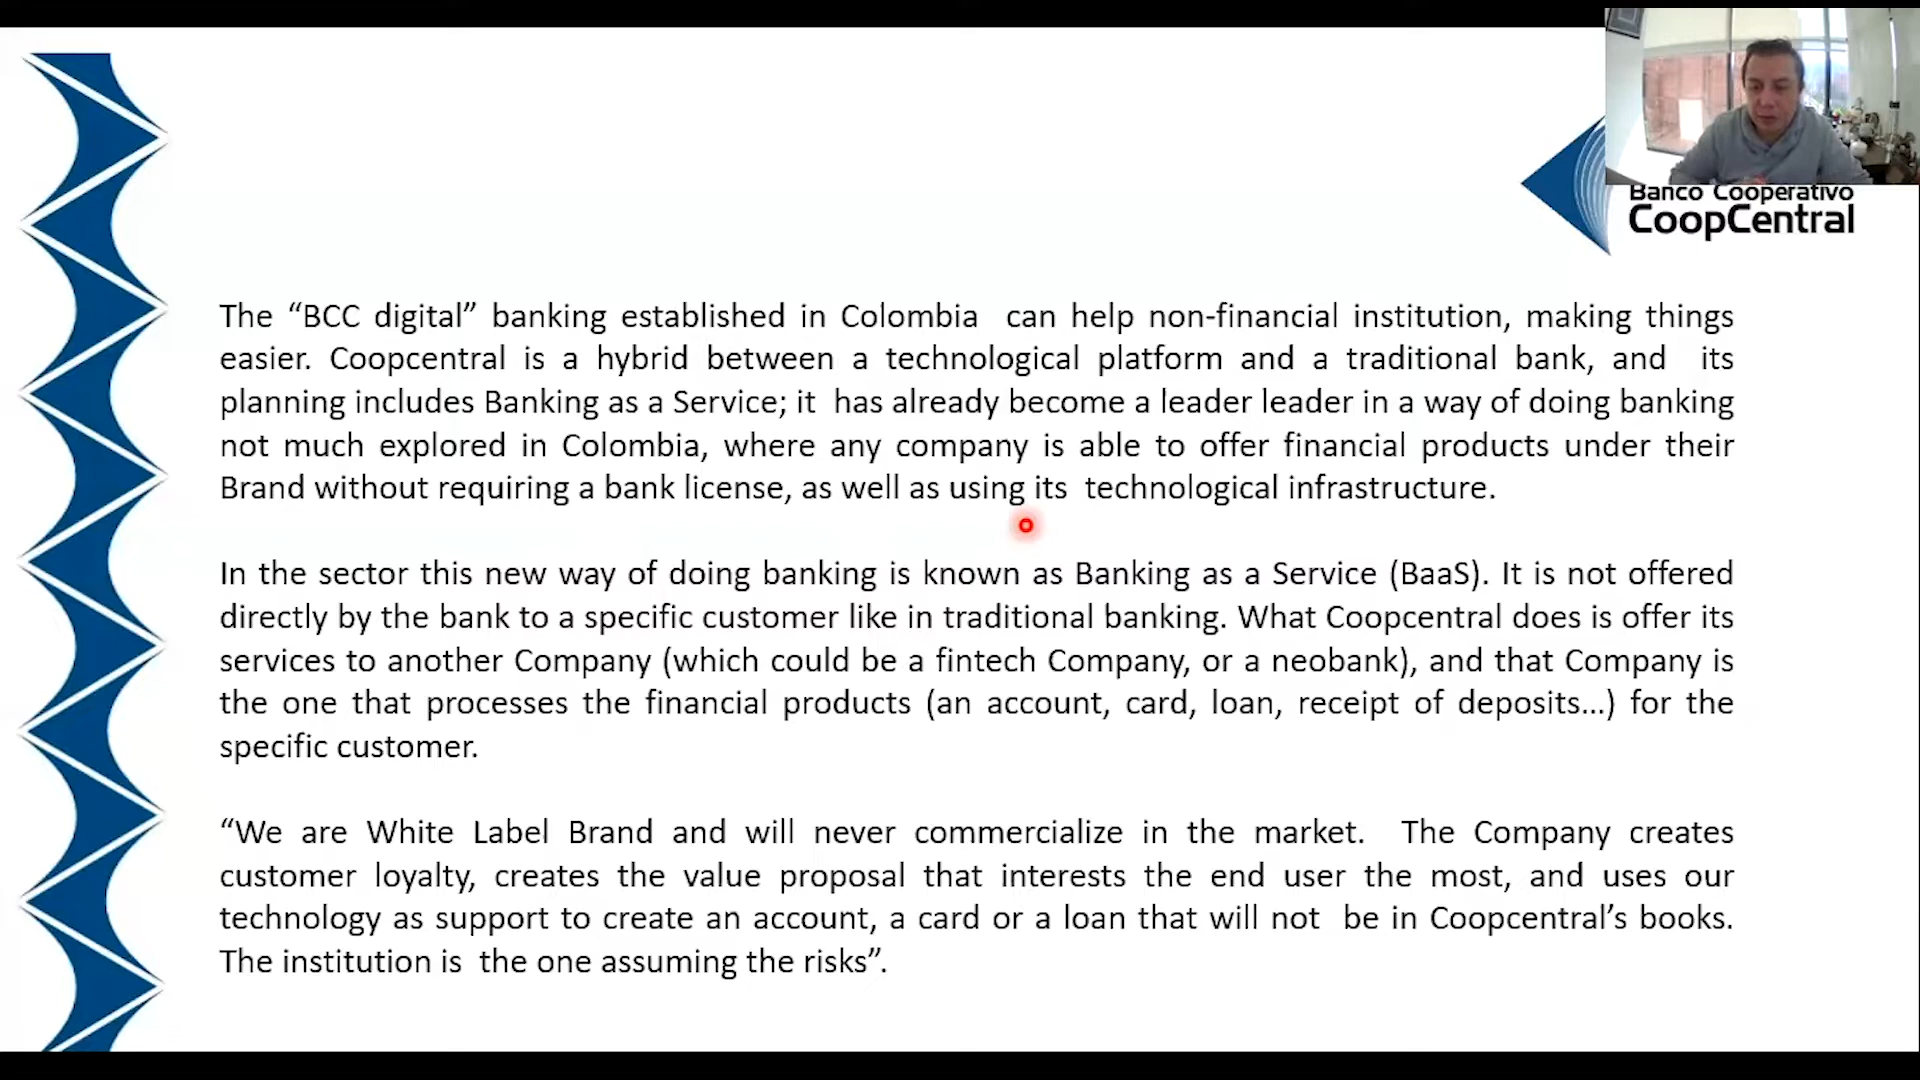 Banco Cooperativo
CoopCentral
The “BCC digital” banking established in Colombia can help non-financial institution, making things
easier. Coopcentral is a hybrid between a technological platform and a traditional bank, and its
planning includes Banking as a Service; it has already become a leader leader in a way of doing banking
not much explored in Colombia, where any company is able to offer financial products under their
Brand without requiring a bank license, as well as using its technological infrastructure.
In the sector this new way of doing banking is known as Banking as a Service (BaaS). It is not offered
directly by the bank to a specific customer like in traditional banking. What Coopcentral does is offer its
services to another Company (which could be a fintech Company, or a neobank), and that Company is
the one that processes the financial products (an account, card, loan, receipt of deposits...) for the
specific customer.
“We are White Label Brand and will never commercialize in the market. The Company creates
customer loyalty, creates the value proposal that interests the end user the most, and uses our
technology as support to create an account, a card or a loan that will not be in Coopcentral’s books.
The institution is the one assuming the risks”.